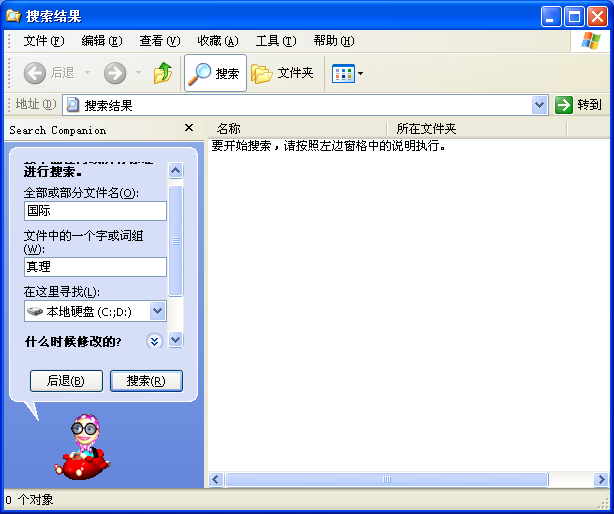 搜索结果
文件(F) 编辑(E) 查看(V) 收藏(A) 工具(T) 帮助(H)
后退 搜索 文件夹
地址(D) 搜索结果 转到
Search Companion
名称 所在文件夹
要开始搜索，请按照左边窗格中的说明执行。
进行搜索。
全部或部分文件名(O):
国际
文件中的一个字或词组
(W):
真理
在这里寻找(L):
本地硬盘 (C:;D:)
什么时候修改的?
后退(B) 搜索(R)
0 个对象